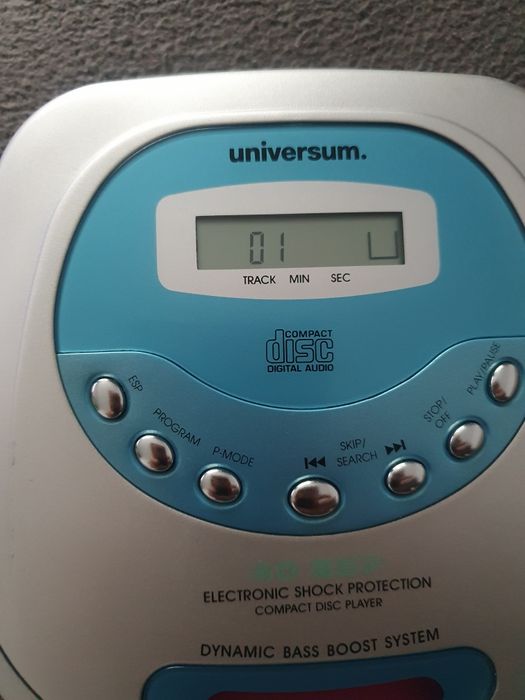 universum.
01
TRACK MIN SEC
COMPACT
disc
DIGITAL AUDIO
ESP
PROGRAM
P-MODE
SKIP/
SEARCH
STOP/
OFF
PLAY/PAUSE
ELECTRONIC SHOCK PROTECTION
COMPACT DISC PLAYER
DYNAMIC BASS BOOST SYSTEM